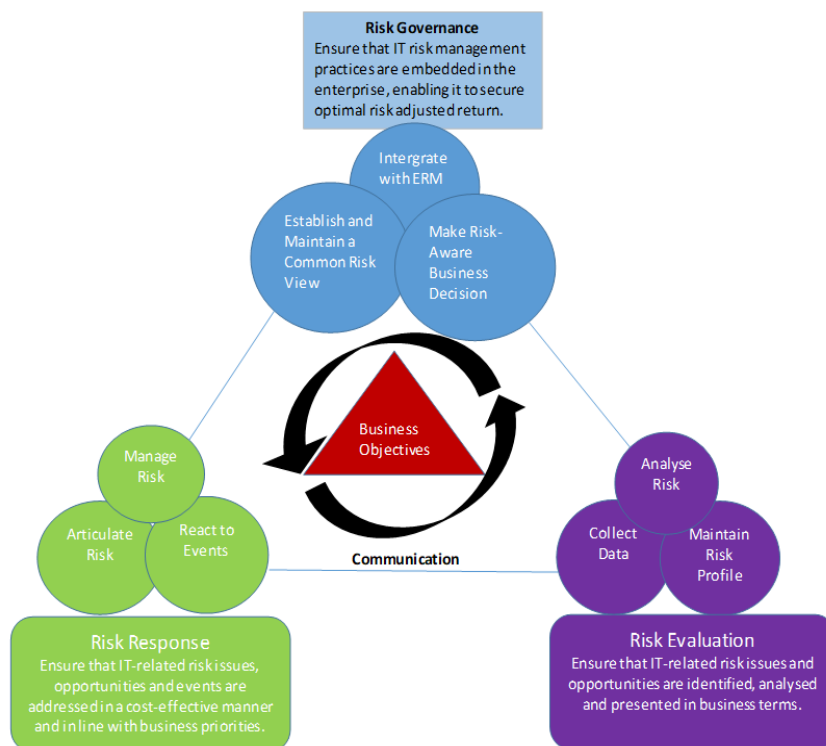 Risk Governance
Ensure that IT risk management
practices are embedded in the
enterprise, enabling it to secure
optimal risk adjusted return.
Intergrate
with ERM
Establish and
Maintain a
Common Risk
View
Make Risk-
Aware
Business
Decision
Business
Objectives
Manage
Risk
Articulate
Risk
React to
Events
Analyse
Risk
Collect
Data
Maintain
Risk
Profile
Communication
Risk Response
Ensure that IT-related risk issues,
opportunities and events are
addressed in a cost-effective manner
and in line with business priorities.
Risk Evaluation
Ensure that IT-related risk issues and
opportunities are identified, analysed
and presented in business terms.